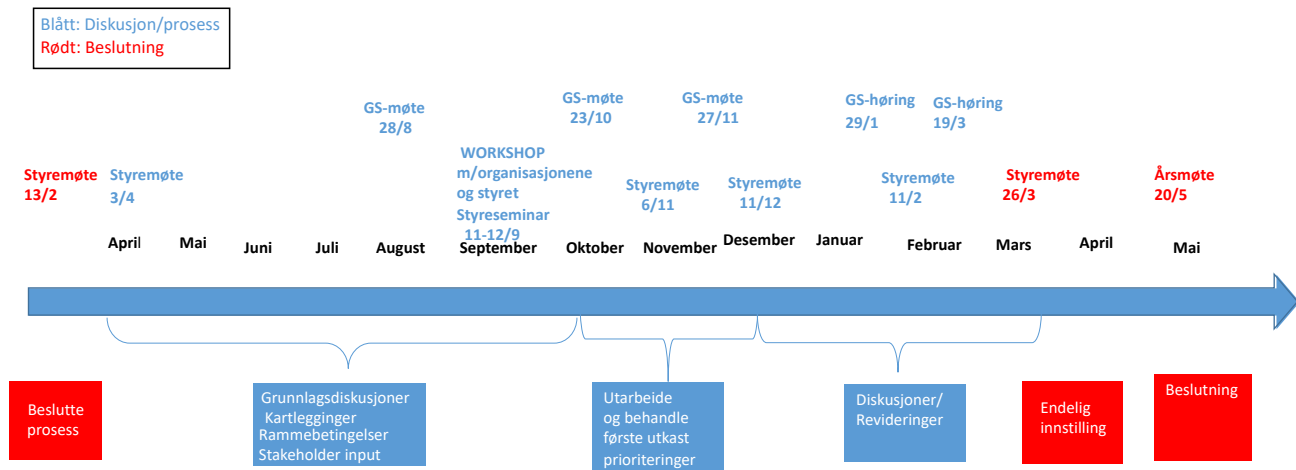 Blått: Diskusjon/prosess
Rødt: Beslutning
GS-møte
28/8
GS-møte
23/10
GS-møte
27/11
GS-høring
29/1
GS-høring
19/3
Styremøte
13/2
Styremøte
3/4
WORKSHOP
m/organisasjonene
og styret
Styreseminar
11-12/9
Styremøte
6/11
Styremøte
11/12
Styremøte
11/2
Styremøte
26/3
Årsmøte
20/5
April
Mai
Juni
Juli
August
September
Oktober
November
Desember
Januar
Februar
Mars
April
Mai
Beslutte
prosess
Grunnlagsdiskusjoner
Kartlegginger
Rammebetingelser
Stakeholder input
Utarbeide
og behandle
første utkast
prioriteringer
Diskusjoner/
Revideringer
Endelig
innstilling
Beslutning